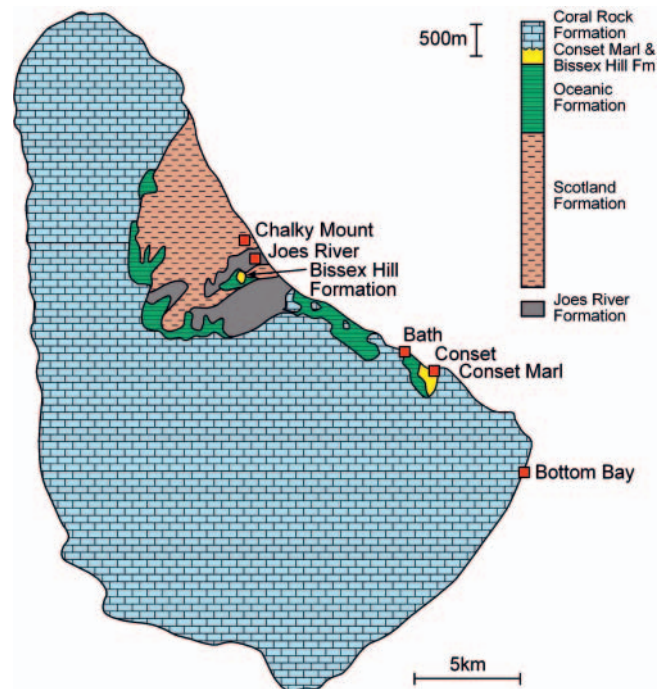 500m
Coral Rock
Formation
Conset Marl &
Bissex Hill Fm
Oceanic
Formation
Scotland
Formation
Joes River
Formation
Chalky Mount
Joes River
Bissex Hill
Formation
Bath
Conset
Conset Marl
Bottom Bay
5km